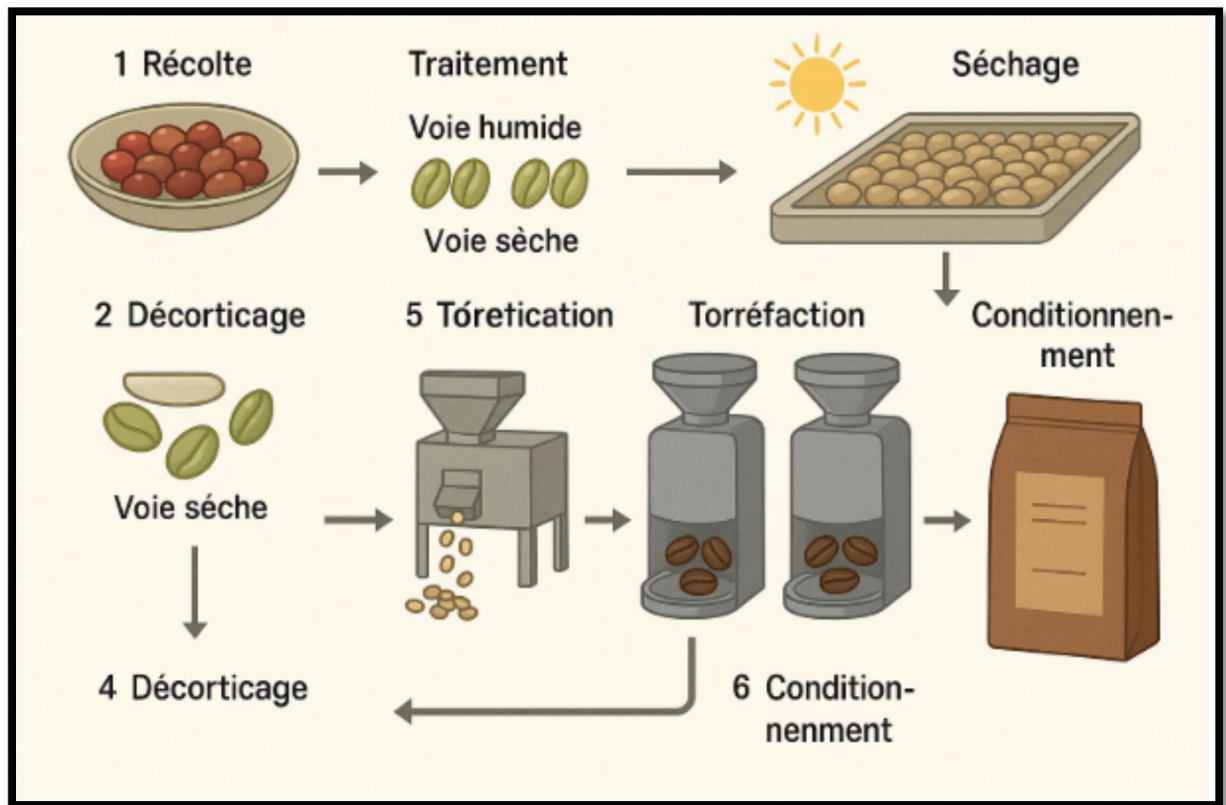 1 Récolte
Traitement
Séchage
Voie humide
Voie sèche
2 Décorticage
5 Tóretication
Torréfaction
Conditionnen-
ment
Voie séche
4 Décorticage
6 Condition-
nenment